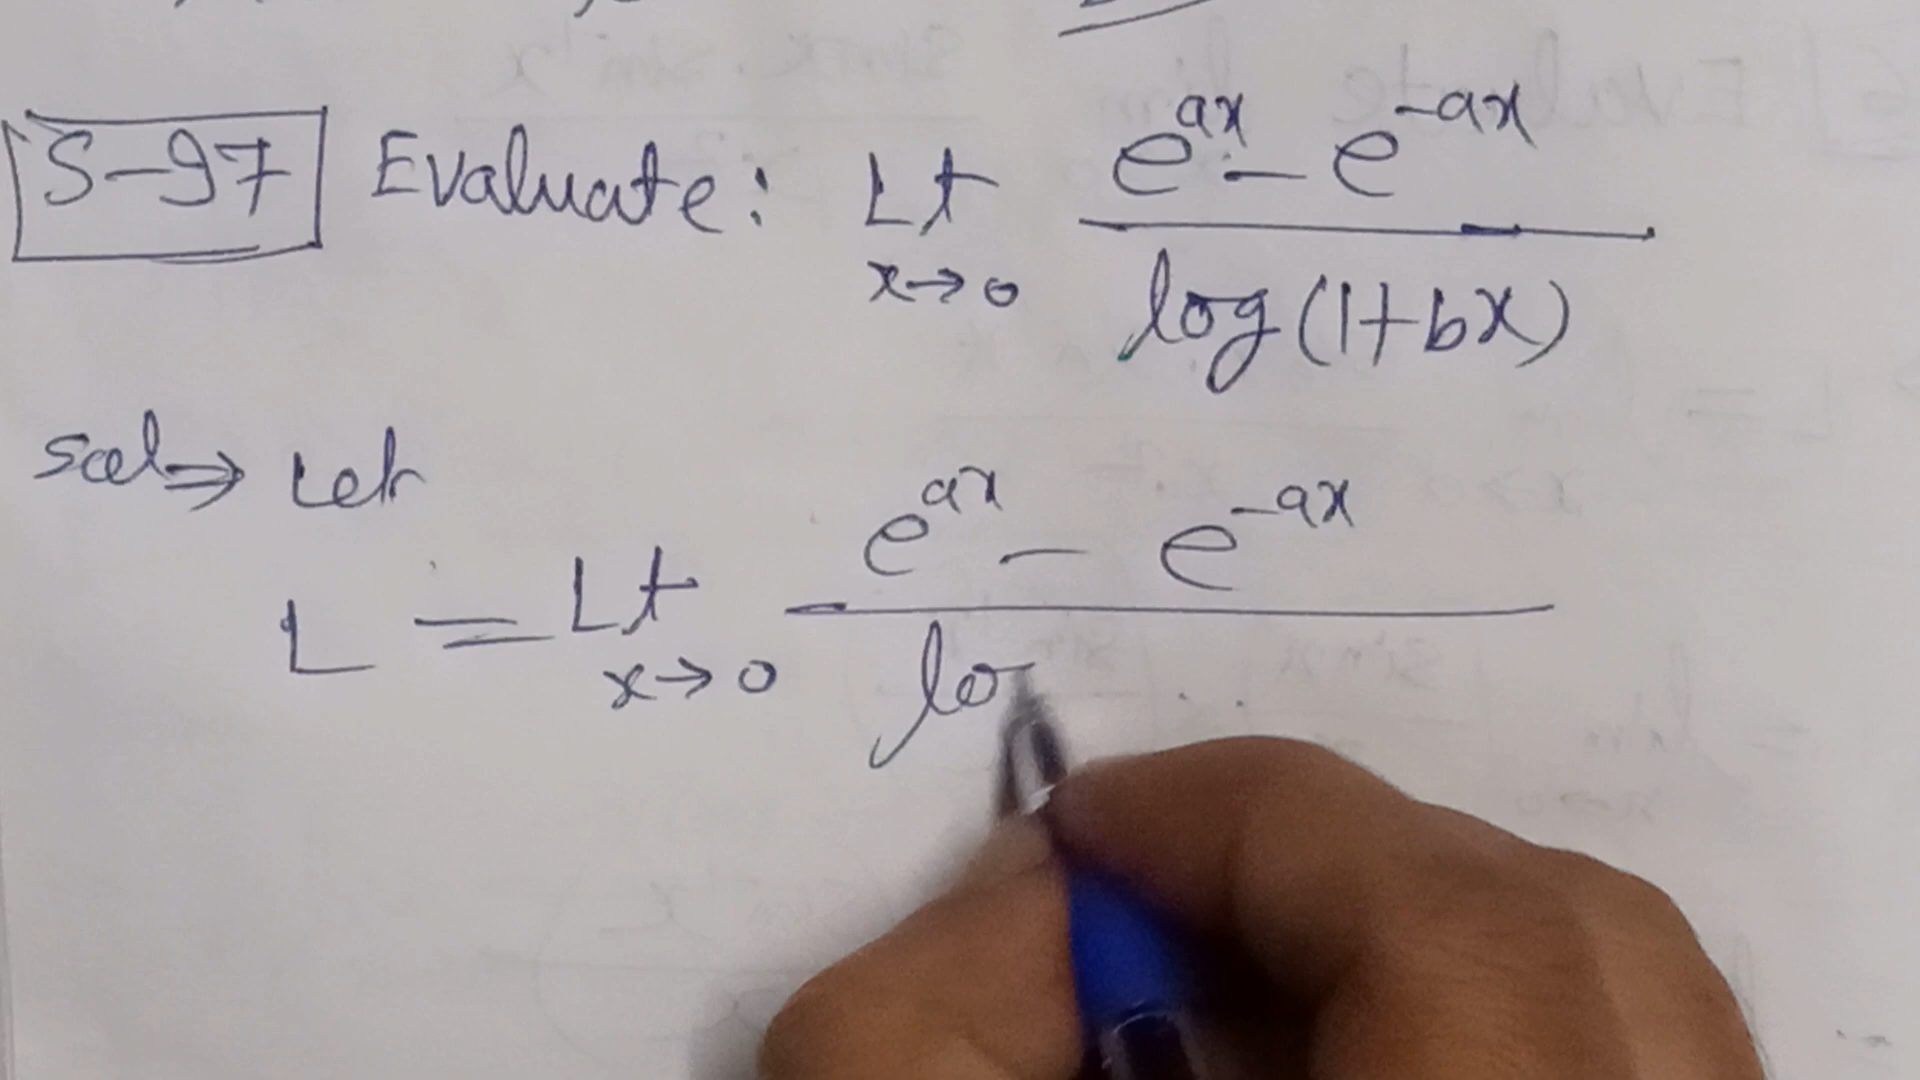 S-97 Evaluate: Lt e^{ax} - e^{-ax}
x→0 log(1+bx)
Sol⇒ Let
e^{ax} - e^{-ax}
L = Lt
x→0 lo